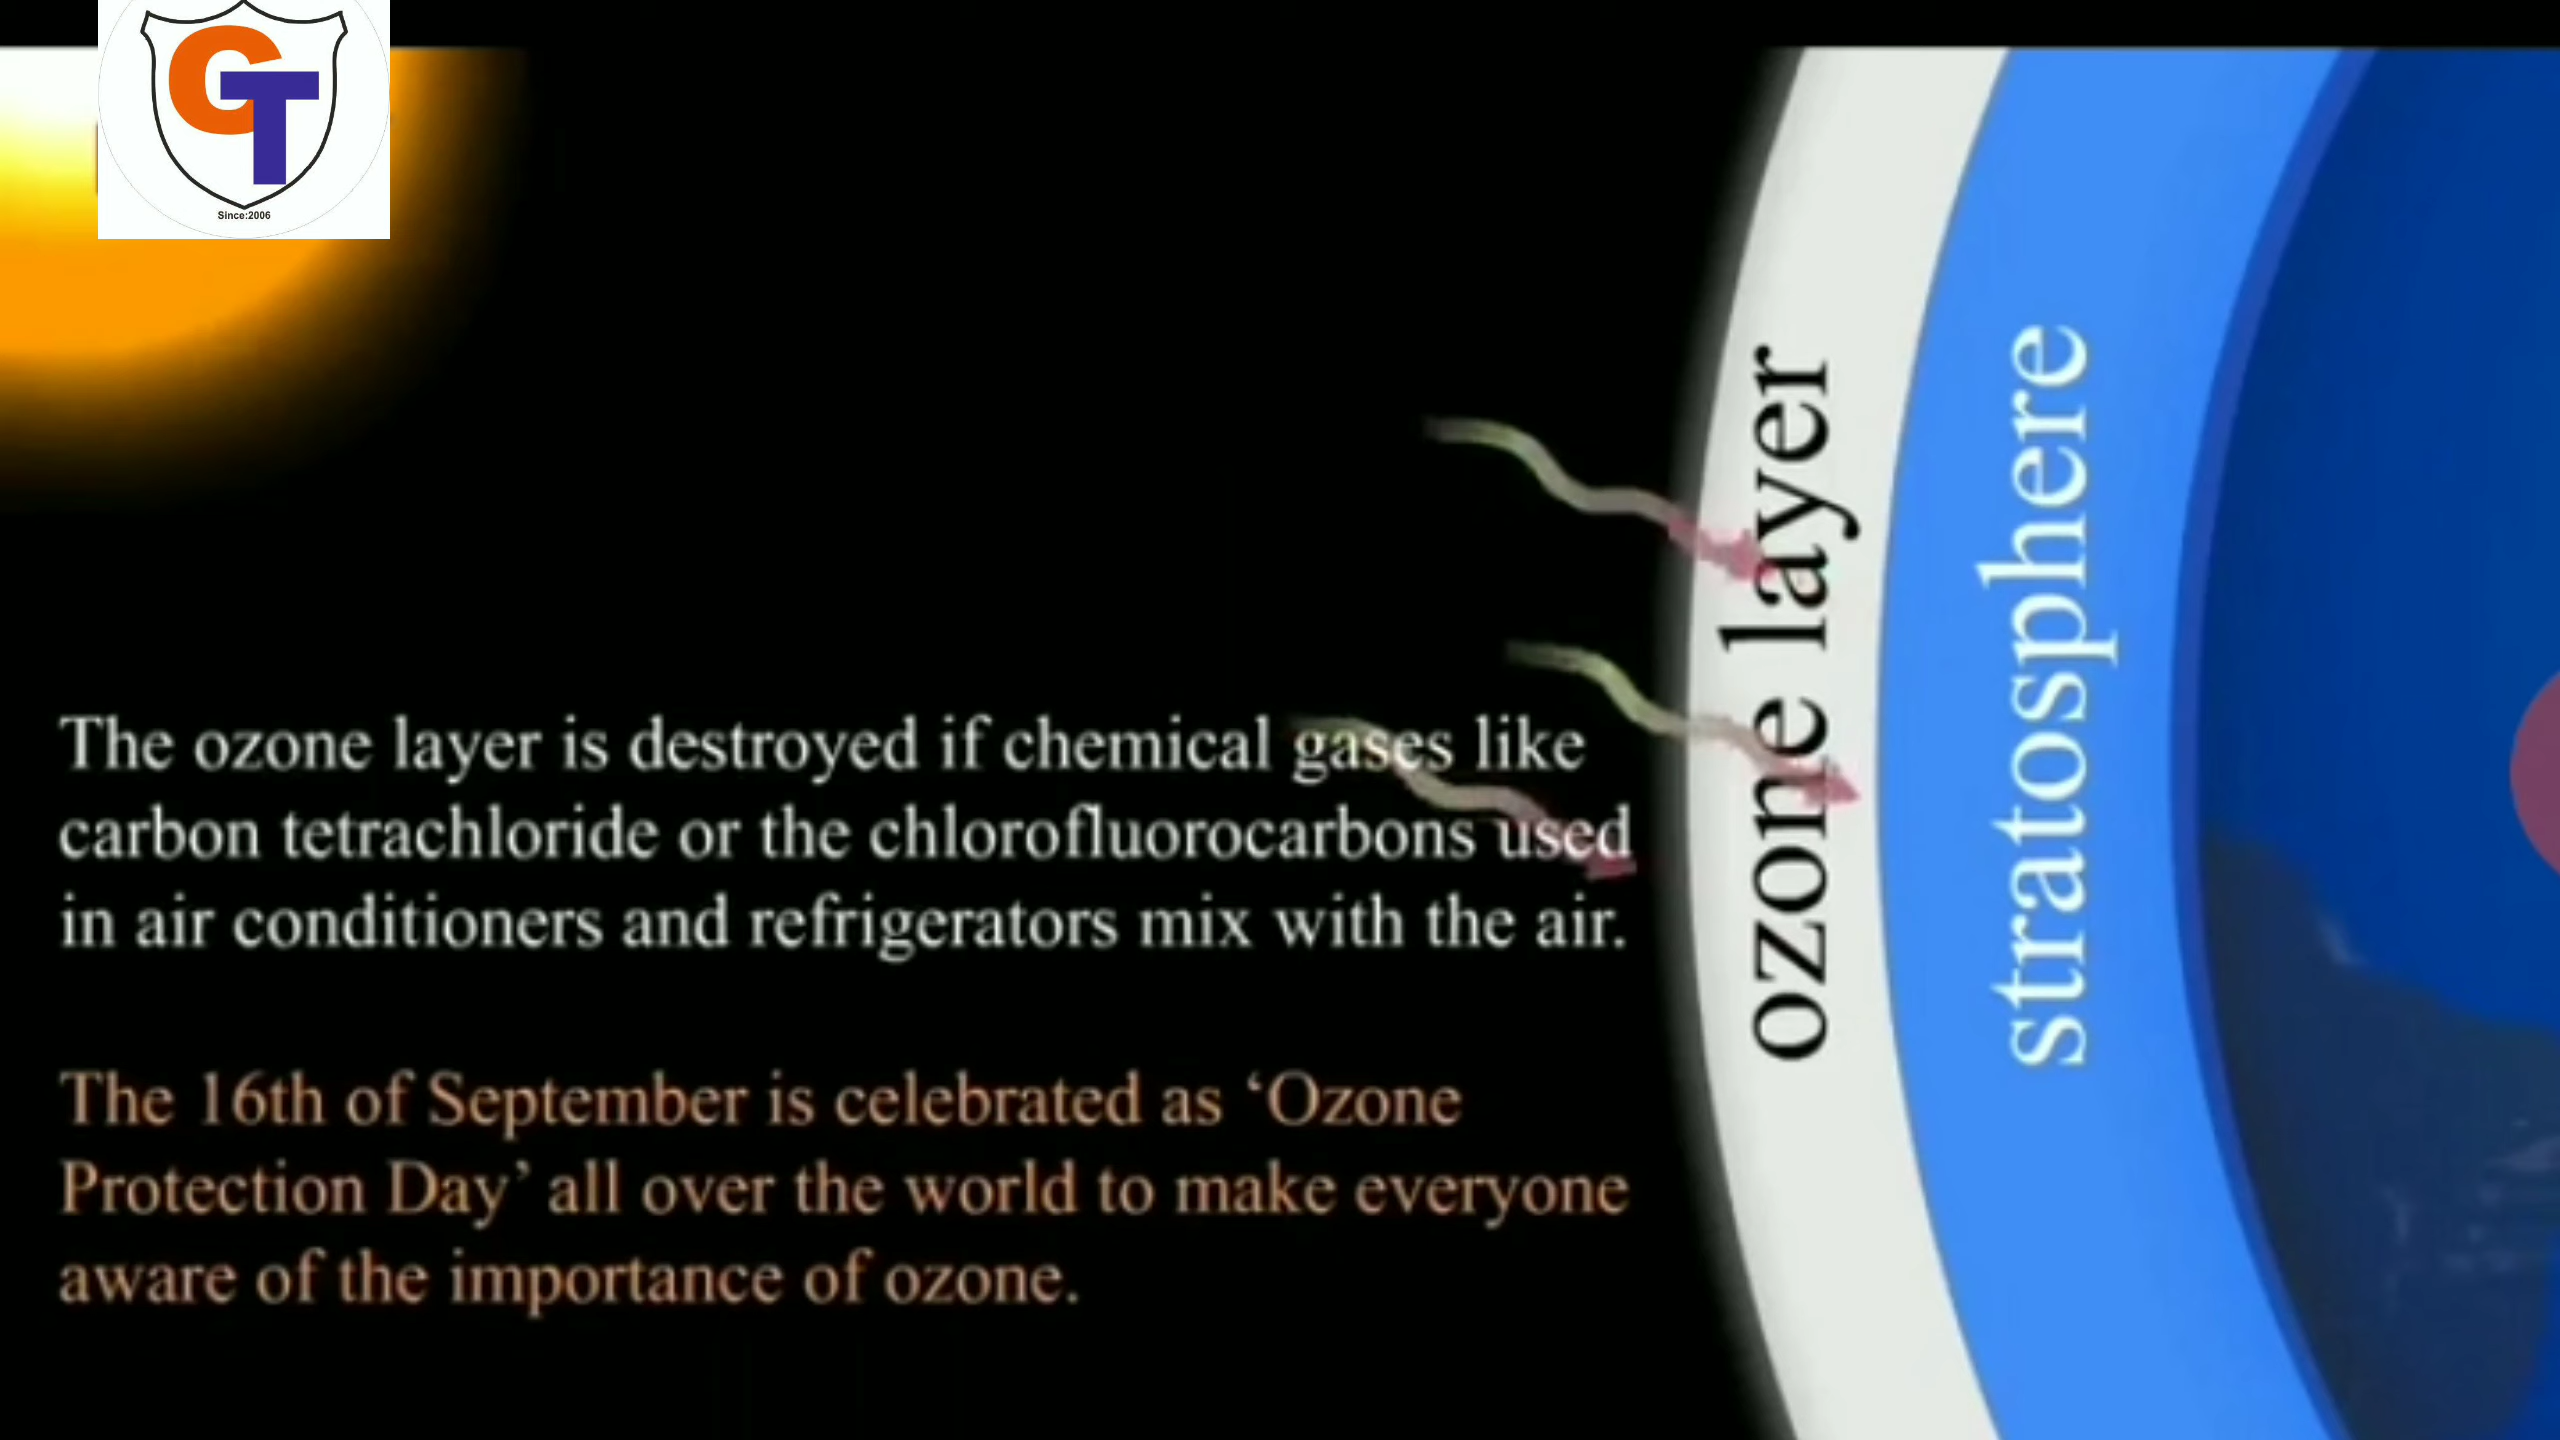 GT
Since:2006
The ozone layer is destroyed if chemical gases like
carbon tetrachloride or the chlorofluorocarbons used
in air conditioners and refrigerators mix with the air.
The 16th of September is celebrated as ‘Ozone
Protection Day’ all over the world to make everyone
aware of the importance of ozone.
ozone layer
stratosphere